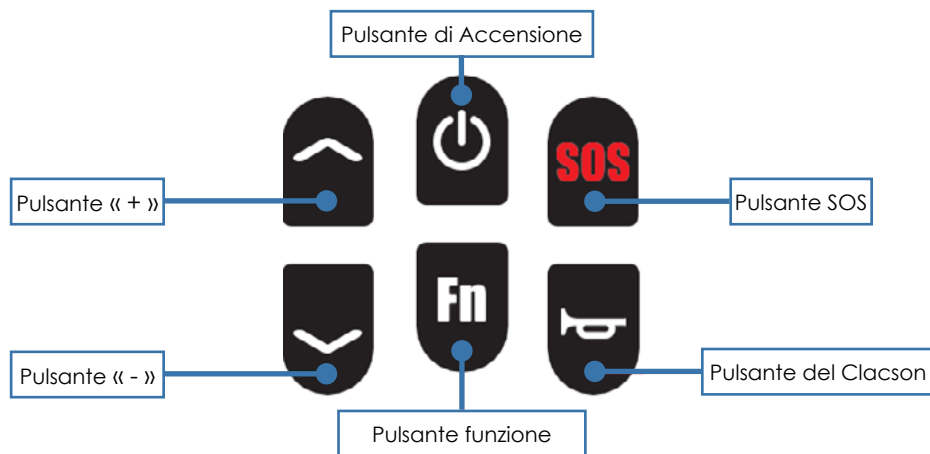 Pulsante di Accensione
SOS
Pulsante « + »
Pulsante SOS
Fn
Pulsante « - »
Pulsante del Clacson
Pulsante funzione